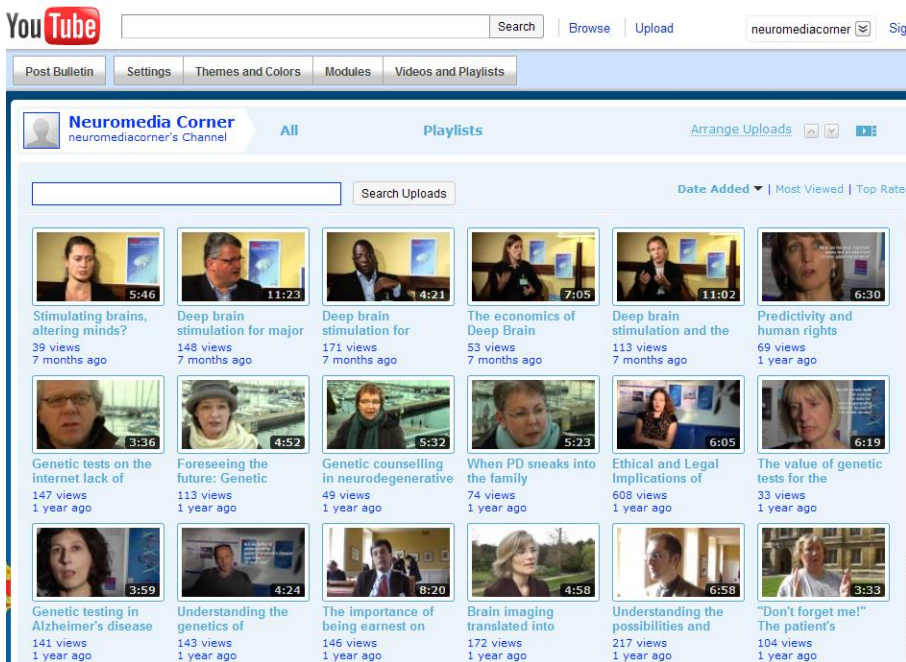 You Tube
Search
Browse
Upload
neuromediacorner
Sig
Post Bulletin
Settings
Themes and Colors
Modules
Videos and Playlists
Neuromedia Corner
neuromediacorner's Channel
All
Playlists
Arrange Uploads
Search Uploads
Date Added | Most Viewed | Top Rate
5:46
11:23
4:21
7:05
11:02
6:30
Stimulating brains,
altering minds?
39 views
7 months ago
Deep brain
stimulation for major
148 views
7 months ago
Deep brain
stimulation for
171 views
7 months ago
The economics of
Deep Brain
53 views
7 months ago
Deep brain
stimulation and the
113 views
7 months ago
Predictivity and
human rights
69 views
1 year ago
3:36
4:52
5:32
5:23
6:05
6:19
Genetic tests on the
internet lack of
147 views
1 year ago
Foreseeing the
future: Genetic
113 views
1 year ago
Genetic counselling
in neurodegenerative
49 views
1 year ago
When PD sneaks into
the family
74 views
1 year ago
Ethical and Legal
Implications of
608 views
1 year ago
The value of genetic
tests for the
33 views
1 year ago
3:59
4:24
8:20
4:58
6:58
3:33
Genetic testing in
Alzheimer's disease
141 views
1 year ago
Understanding the
genetics of
143 views
1 year ago
The importance of
being earnest on
146 views
1 year ago
Brain imaging
translated into
172 views
1 year ago
Understanding the
possibilities and
217 views
1 year ago
"Don't forget me!"
The patient's
104 views
1 year ago